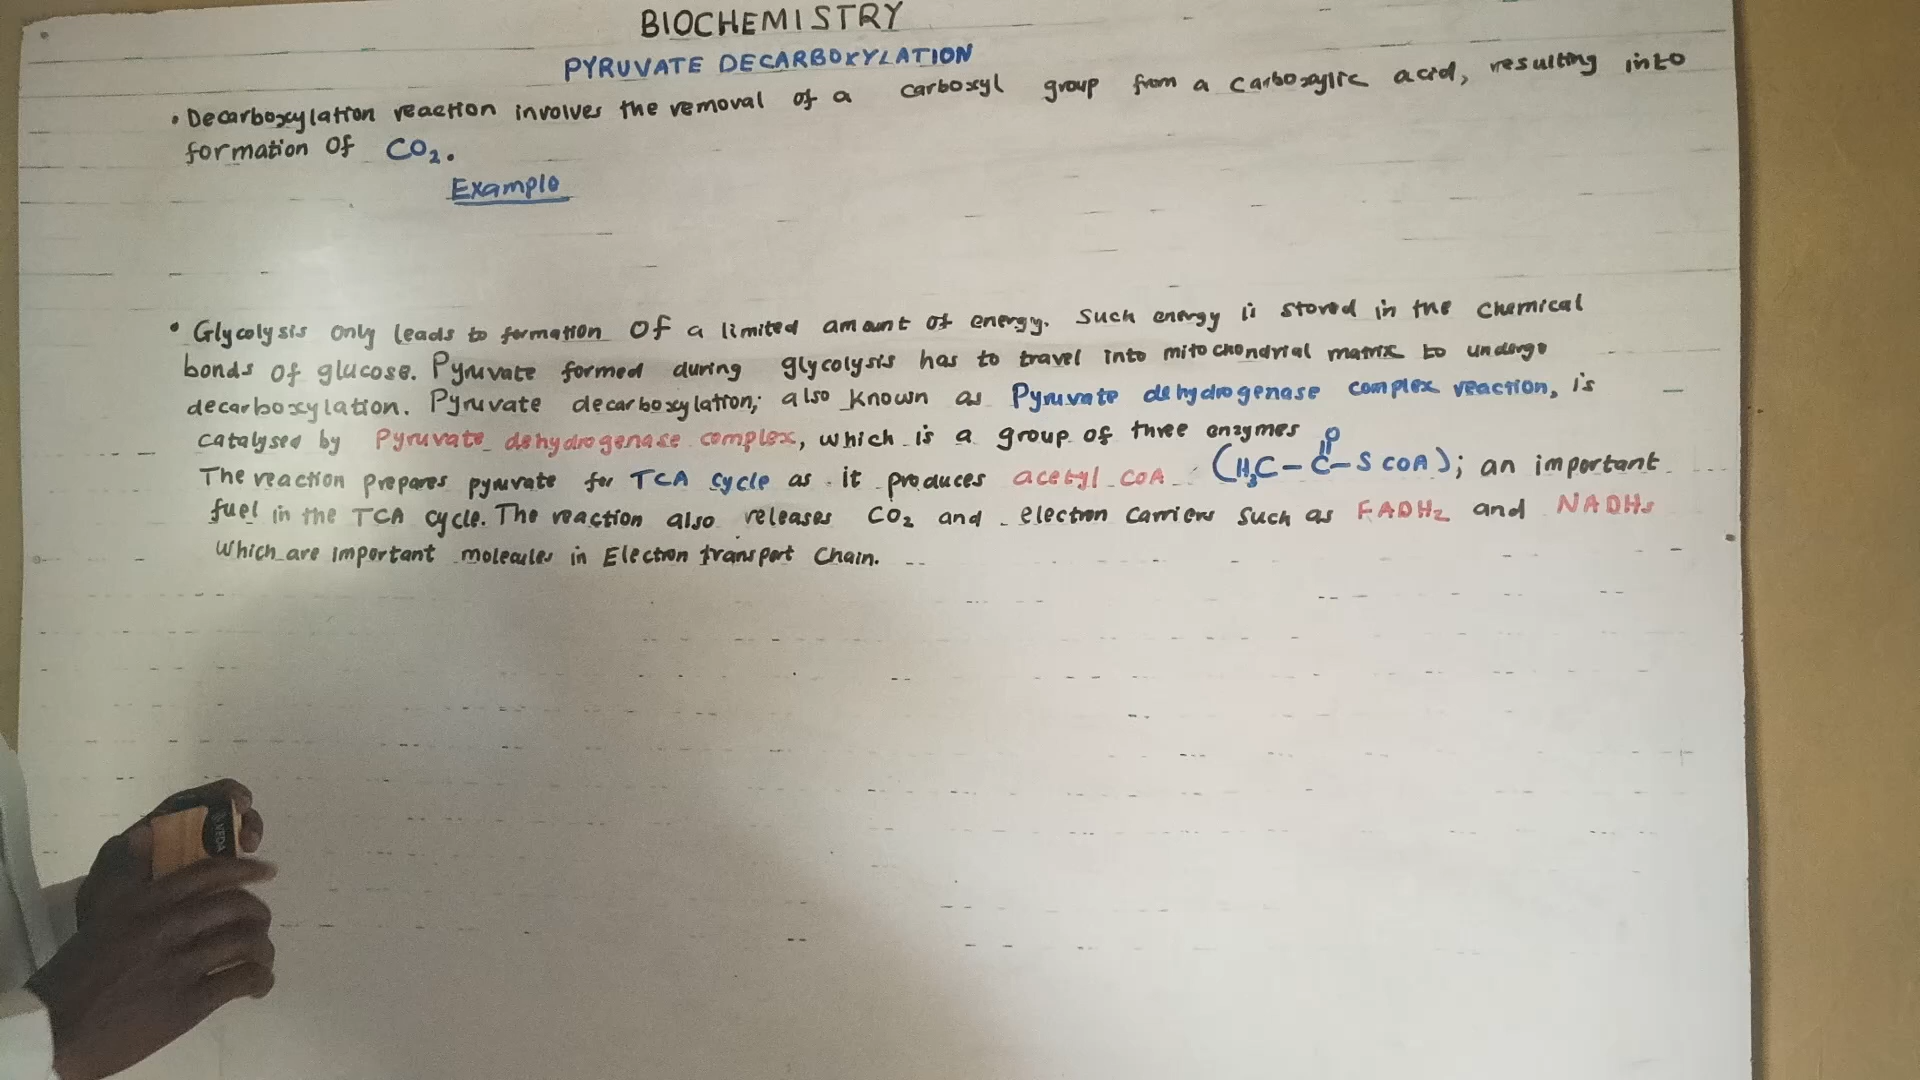 BIOCHEMISTRY
PYRUVATE DECARBOXYLATION
• Decarboxylation reaction involves the removal of a carboxyl group from a carboxylic acid, resulting into
formation Of CO₂.
Example
• Glycolysis only leads to formation Of a limited amount of energy. Such energy is stored in the chemical
bonds of glucose. Pyruvate formed during glycolysis has to travel into mitochondrial matrix to undergo
decarboxylation. Pyruvate decarboxylation; also known as Pyruvate dehydrogenase complex reaction, is
catalysed by Pyruvate dehydrogenase complex, which is a group of three enzymes
O
The reaction prepares pyruvate for TCA cycle as it produces acetyl COA (H₃C-C-S COA); an important
fuel in the TCA cycle. The reaction also releases CO₂ and electron carriers such as FADH₂ and NADHs
which are important molecules in Electron transport Chain.
VEDA